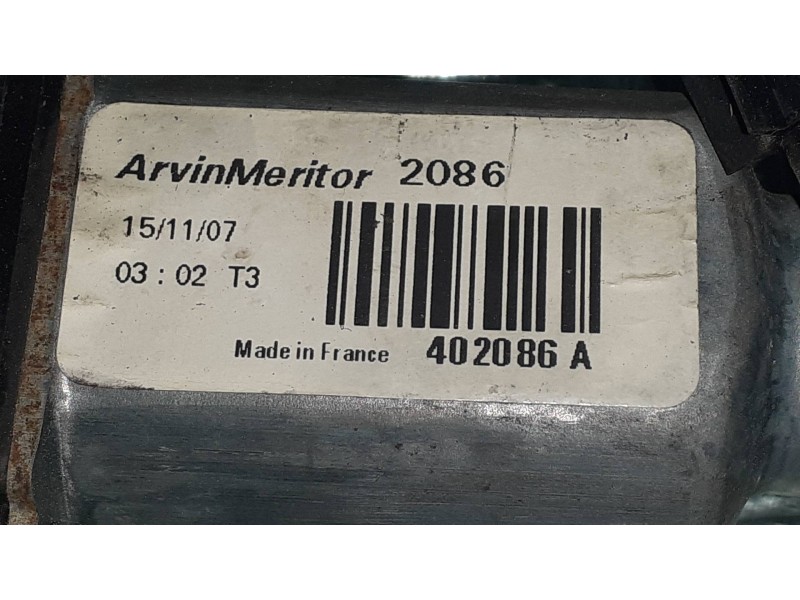 ArvinMeritor 2086
15/11/07
03 : 02 T3
Made in France 402086 A